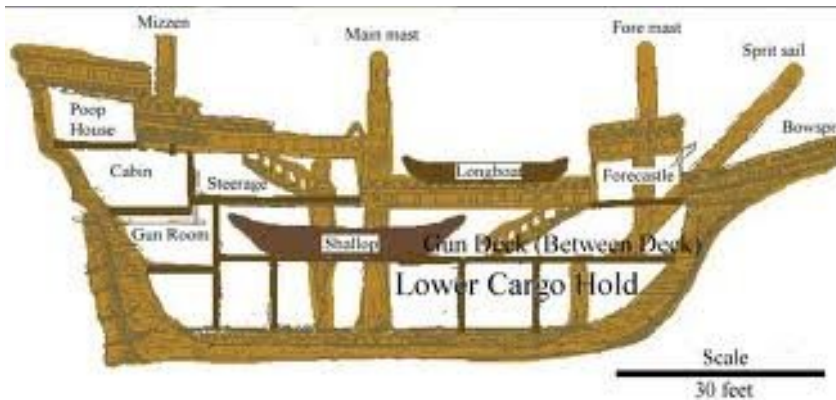 Mizzen
Main mast
Fore mast
Sprit sail
Bowspr
Poop
House
Cabin
Steerage
Longboat
Forecastle
Gun Room
Shallop
Gun Deck (Between Deck)
Lower Cargo Hold
Scale
30 feet